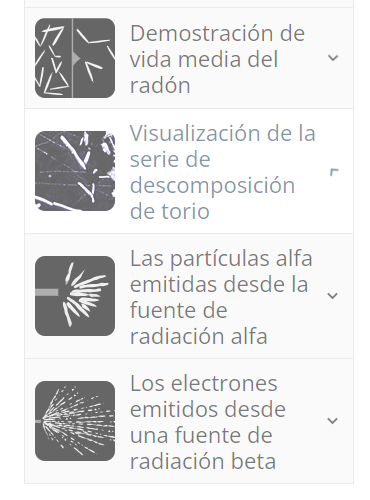 Demostración de
vida media del
radón
Visualización de la
serie de
descomposición
de torio
Las partículas alfa
emitidas desde la
fuente de
radiación alfa
Los electrones
emitidos desde
una fuente de
radiación beta